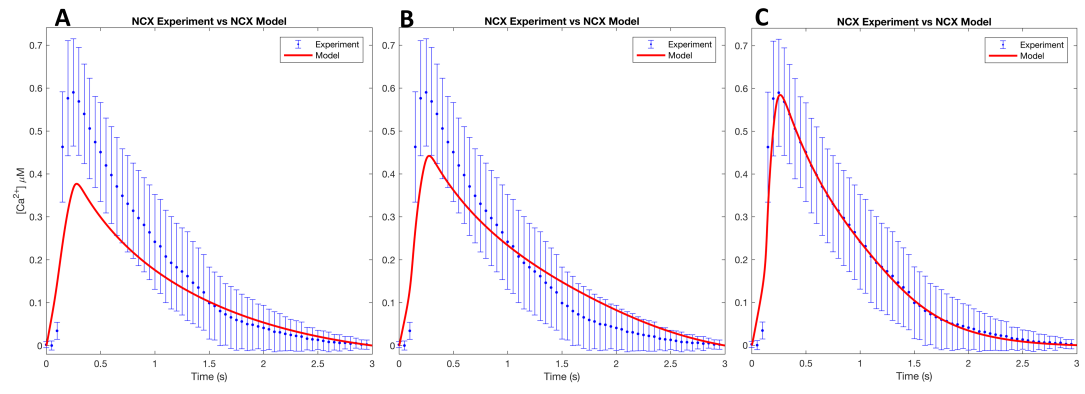 A
NCX Experiment vs NCX Model
Experiment
Model
0.7
0.6
0.5
0.4
0.3
0.2
0.1
0
[Ca2+] μM
0 0.5 1 1.5 2 2.5 3
Time (s)
B
NCX Experiment vs NCX Model
Experiment
Model
0.7
0.6
0.5
0.4
0.3
0.2
0.1
0
0 0.5 1 1.5 2 2.5 3
Time (s)
C
NCX Experiment vs NCX Model
Experiment
Model
0.7
0.6
0.5
0.4
0.3
0.2
0.1
0
0 0.5 1 1.5 2 2.5 3
Time (s)